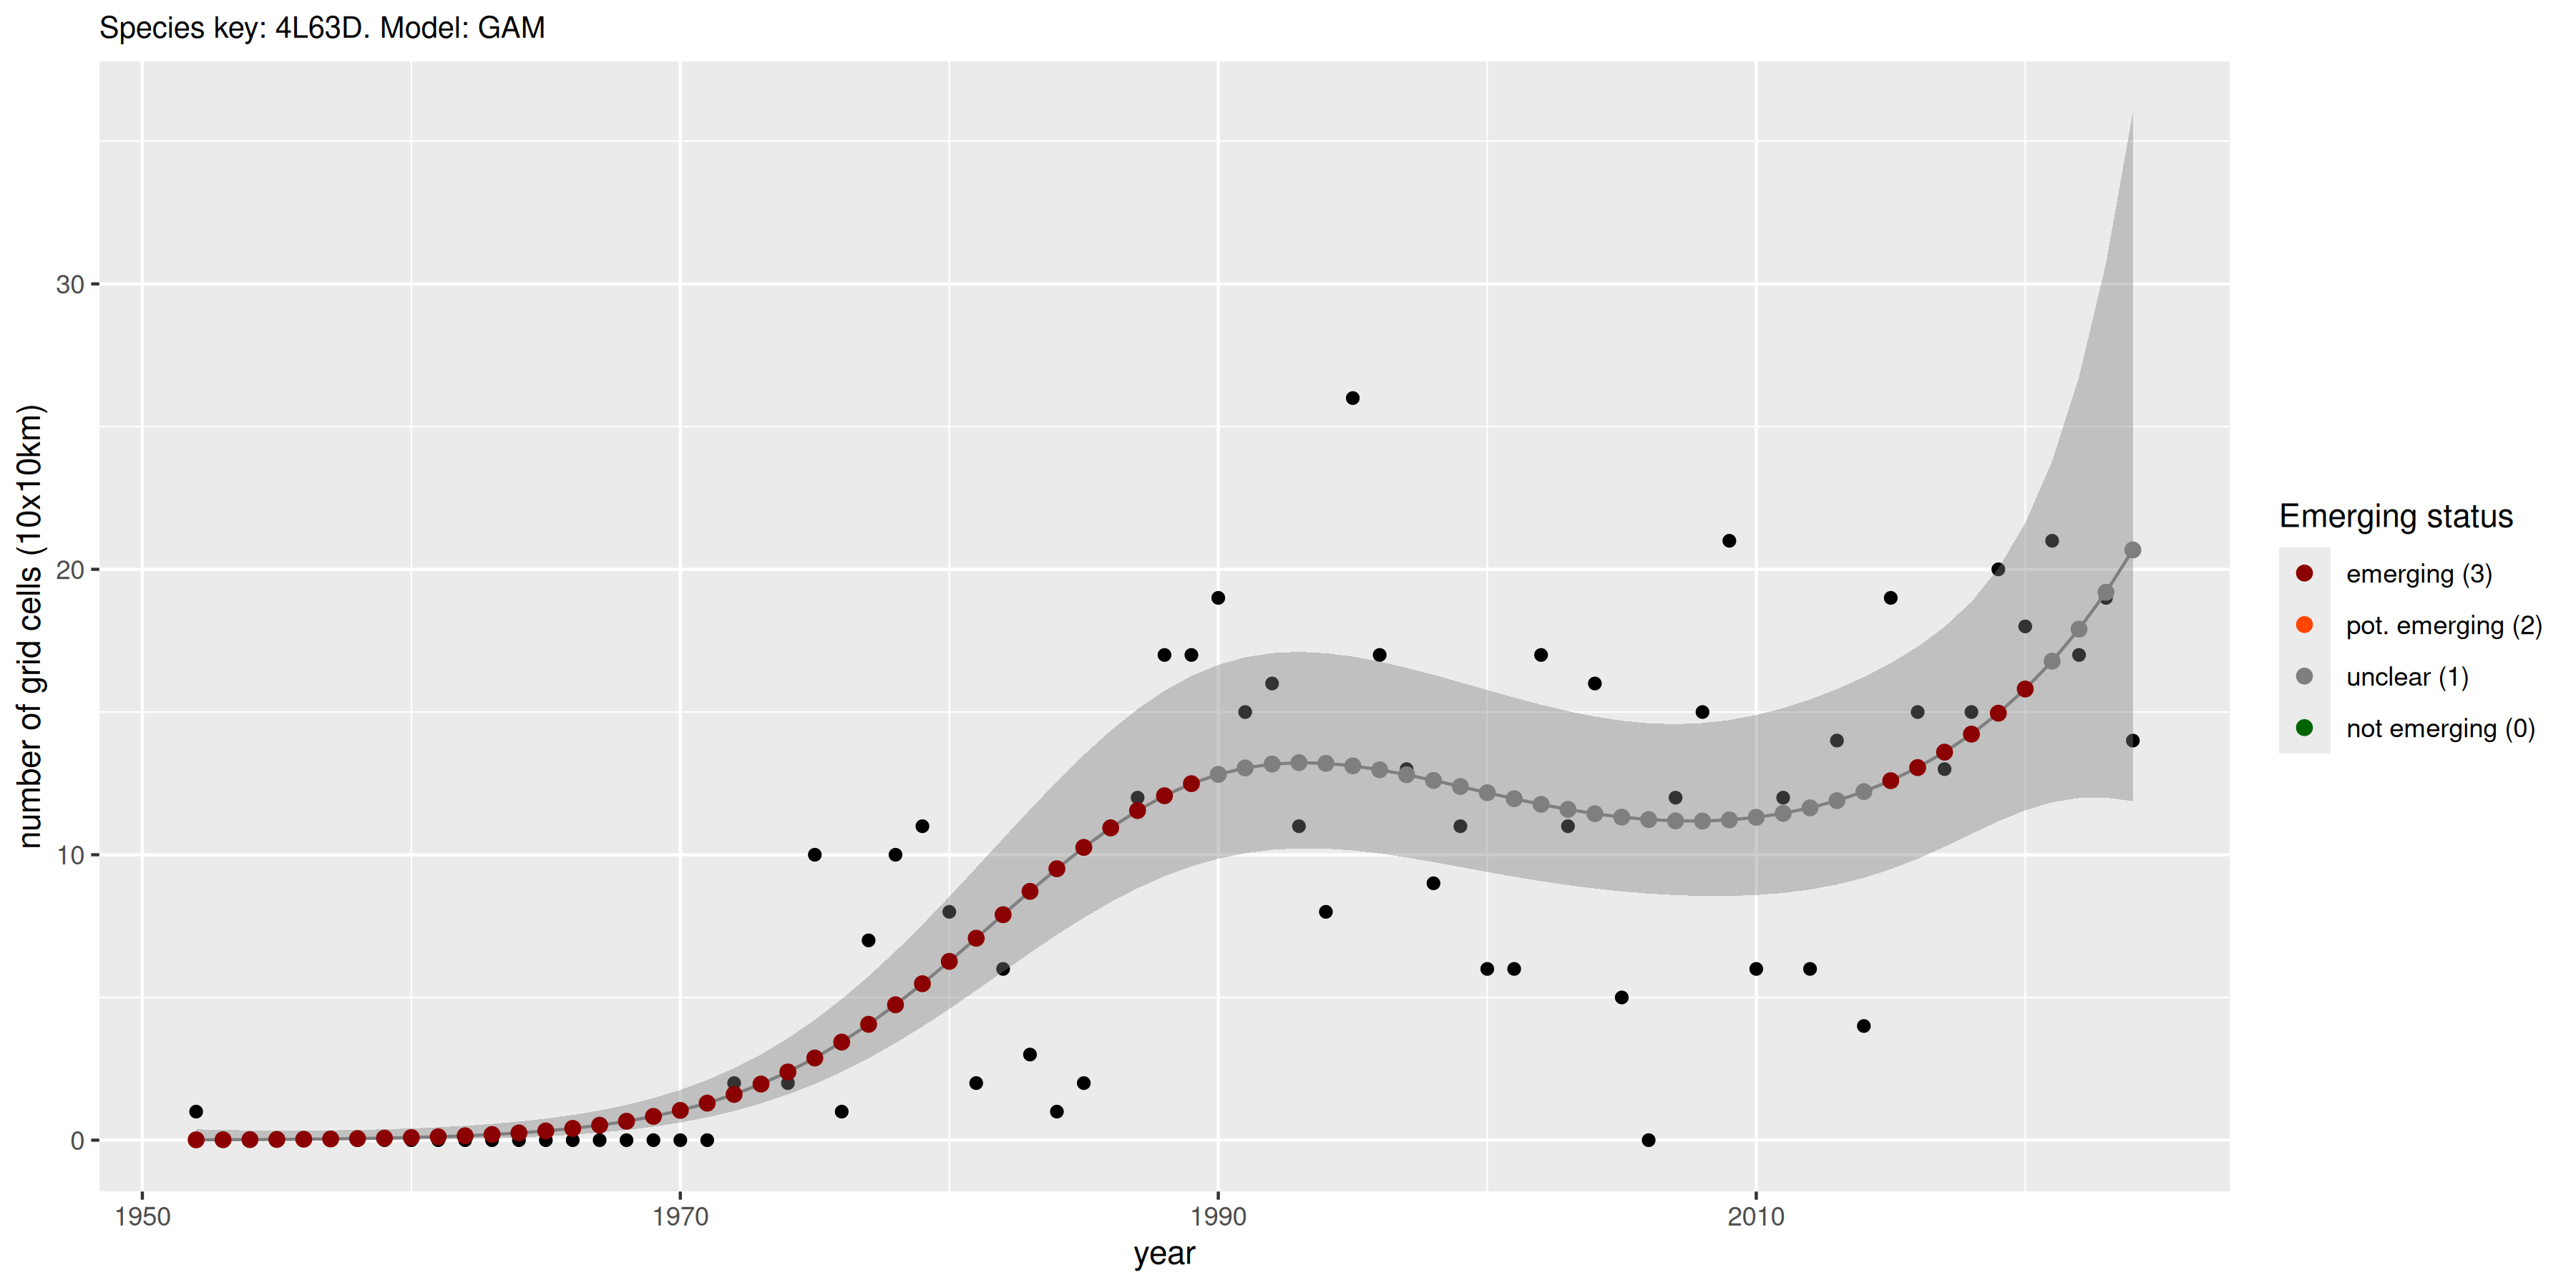 Species key: 4L63D. Model: GAM
30
20
10
0
number of grid cells (10x10km)
1950
1970
1990
2010
year
Emerging status
emerging (3)
pot. emerging (2)
unclear (1)
not emerging (0)